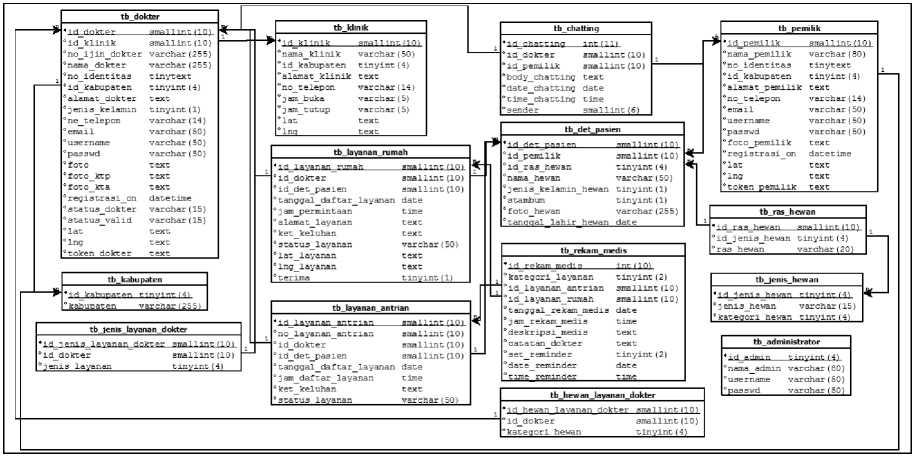 tb_dokter
*id_dokter smallint(10)
°id_klinik smallint(10)
°no_ijin_dokter varchar(255)
°nama_dokter varchar(255)
°no_identitas tinytext
°id_kabupaten tinyint(4)
°alamat_dokter text
°jenis_kelamin tinyint(1)
°no_telepon varchar(14)
°email varchar(80)
°username varchar(50)
°passwd varchar(50)
°foto text
°foto_ktp text
°foto_kta text
°registrasi_on datetime
°status_dokter varchar(15)
°status_valid varchar(15)
°lat text
°lng text
°token_dokter text
tb_kabupaten
*id_kabupaten tinyint(4)
°kabupaten varchar(255)
tb_jenis_layanan_dokter
*id_jenis_layanan_dokter smallint(10)
°id_dokter smallint(10)
°jenis_layanan tinyint(4)
tb_klinik
*id_klinik smallint(10)
°nama_klinik varchar(50)
°id_kabupaten tinyint(4)
°alamat_klinik text
°no_telepon varchar(14)
°jam_buka varchar(5)
°jam_tutup varchar(5)
°lat text
°lng text
tb_layanan_rumah
*id_layanan_rumah smallint(10)
°id_dokter smallint(10)
°id_det_pasien smallint(10)
°tanggal_daftar_layanan date
°jam_permintaan time
°alamat_layanan text
°ket_keluhan text
°status_layanan varchar(50)
°lat_layanan text
°lng_layanan text
°terima tinyint(1)
tb_layanan_antrian
*id_layanan_antrian smallint(10)
°no_layanan_antrian smallint(10)
°id_dokter smallint(10)
°id_det_pasien smallint(10)
°tanggal_daftar_layanan date
°jam_daftar_layanan time
°ket_keluhan text
°status_layanan varchar(50)
tb_chatting
*id_chatting int(11)
°id_dokter smallint(10)
°id_pemilik smallint(10)
°body_chatting text
°date_chatting date
°time_chatting time
°sender smallint(6)
tb_det_pasien
*id_det_pasien smallint(10)
°id_pemilik smallint(10)
°id_ras_hewan tinyint(4)
°nama_hewan varchar(50)
°jenis_kelamin_hewan tinyint(1)
°stambum tinyint(1)
°foto_hewan varchar(255)
°tanggal_lahir_hewan date
tb_rekam_medis
*id_rekam_medis int(10)
°kategori_layanan tinyint(2)
°id_layanan_antrian smallint(10)
°id_layanan_rumah smallint(10)
°tanggal_rekam_medis date
°jam_rekam_medis time
°deskripsi_medis text
°catatan_dokter text
°set_reminder tinyint(2)
°date_reminder date
°time_reminder time
tb_hewan_layanan_dokter
*id_hewan_layanan_dokter smallint(10)
°id_dokter smallint(10)
°kategori_hewan tinyint(4)
tb_pemilik
*id_pemilik smallint(10)
°nama_pemilik varchar(80)
°no_identitas tinytext
°id_kabupaten tinyint(4)
°alamat_pemilik text
°no_telepon varchar(14)
°email varchar(50)
°username varchar(50)
°passwd varchar(80)
°foto_pemilik text
°registrasi_on datetime
°lat text
°lng text
°token_pemilik text
tb_ras_hewan
*id_ras_hewan smallint(10)
°id_jenis_hewan tinyint(4)
°ras_hewan varchar(20)
tb_jenis_hewan
*id_jenis_hewan tinyint(4)
°jenis_hewan varchar(15)
°kategori_hewan tinyint(4)
tb_administrator
*id_admin tinyint(4)
°nama_admin varchar(80)
°username varchar(80)
°passwd varchar(80)